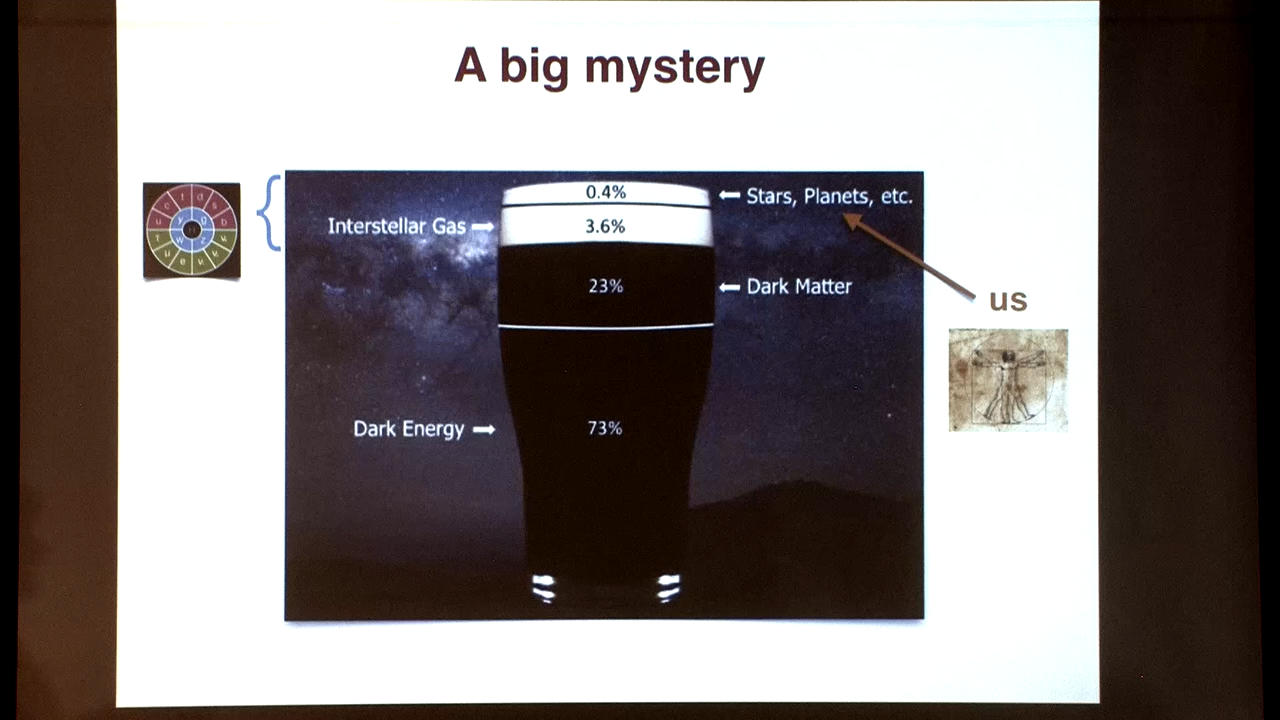 A big mystery
0.4%
Stars, Planets, etc.
Interstellar Gas
3.6%
23%
Dark Matter
us
Dark Energy
73%